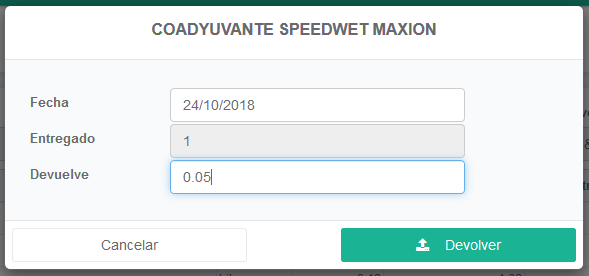 COADYUVANTE SPEEDWET MAXION
Fecha 24/10/2018
Entregado 1
Devuelve 0.05
Cancelar Devolver